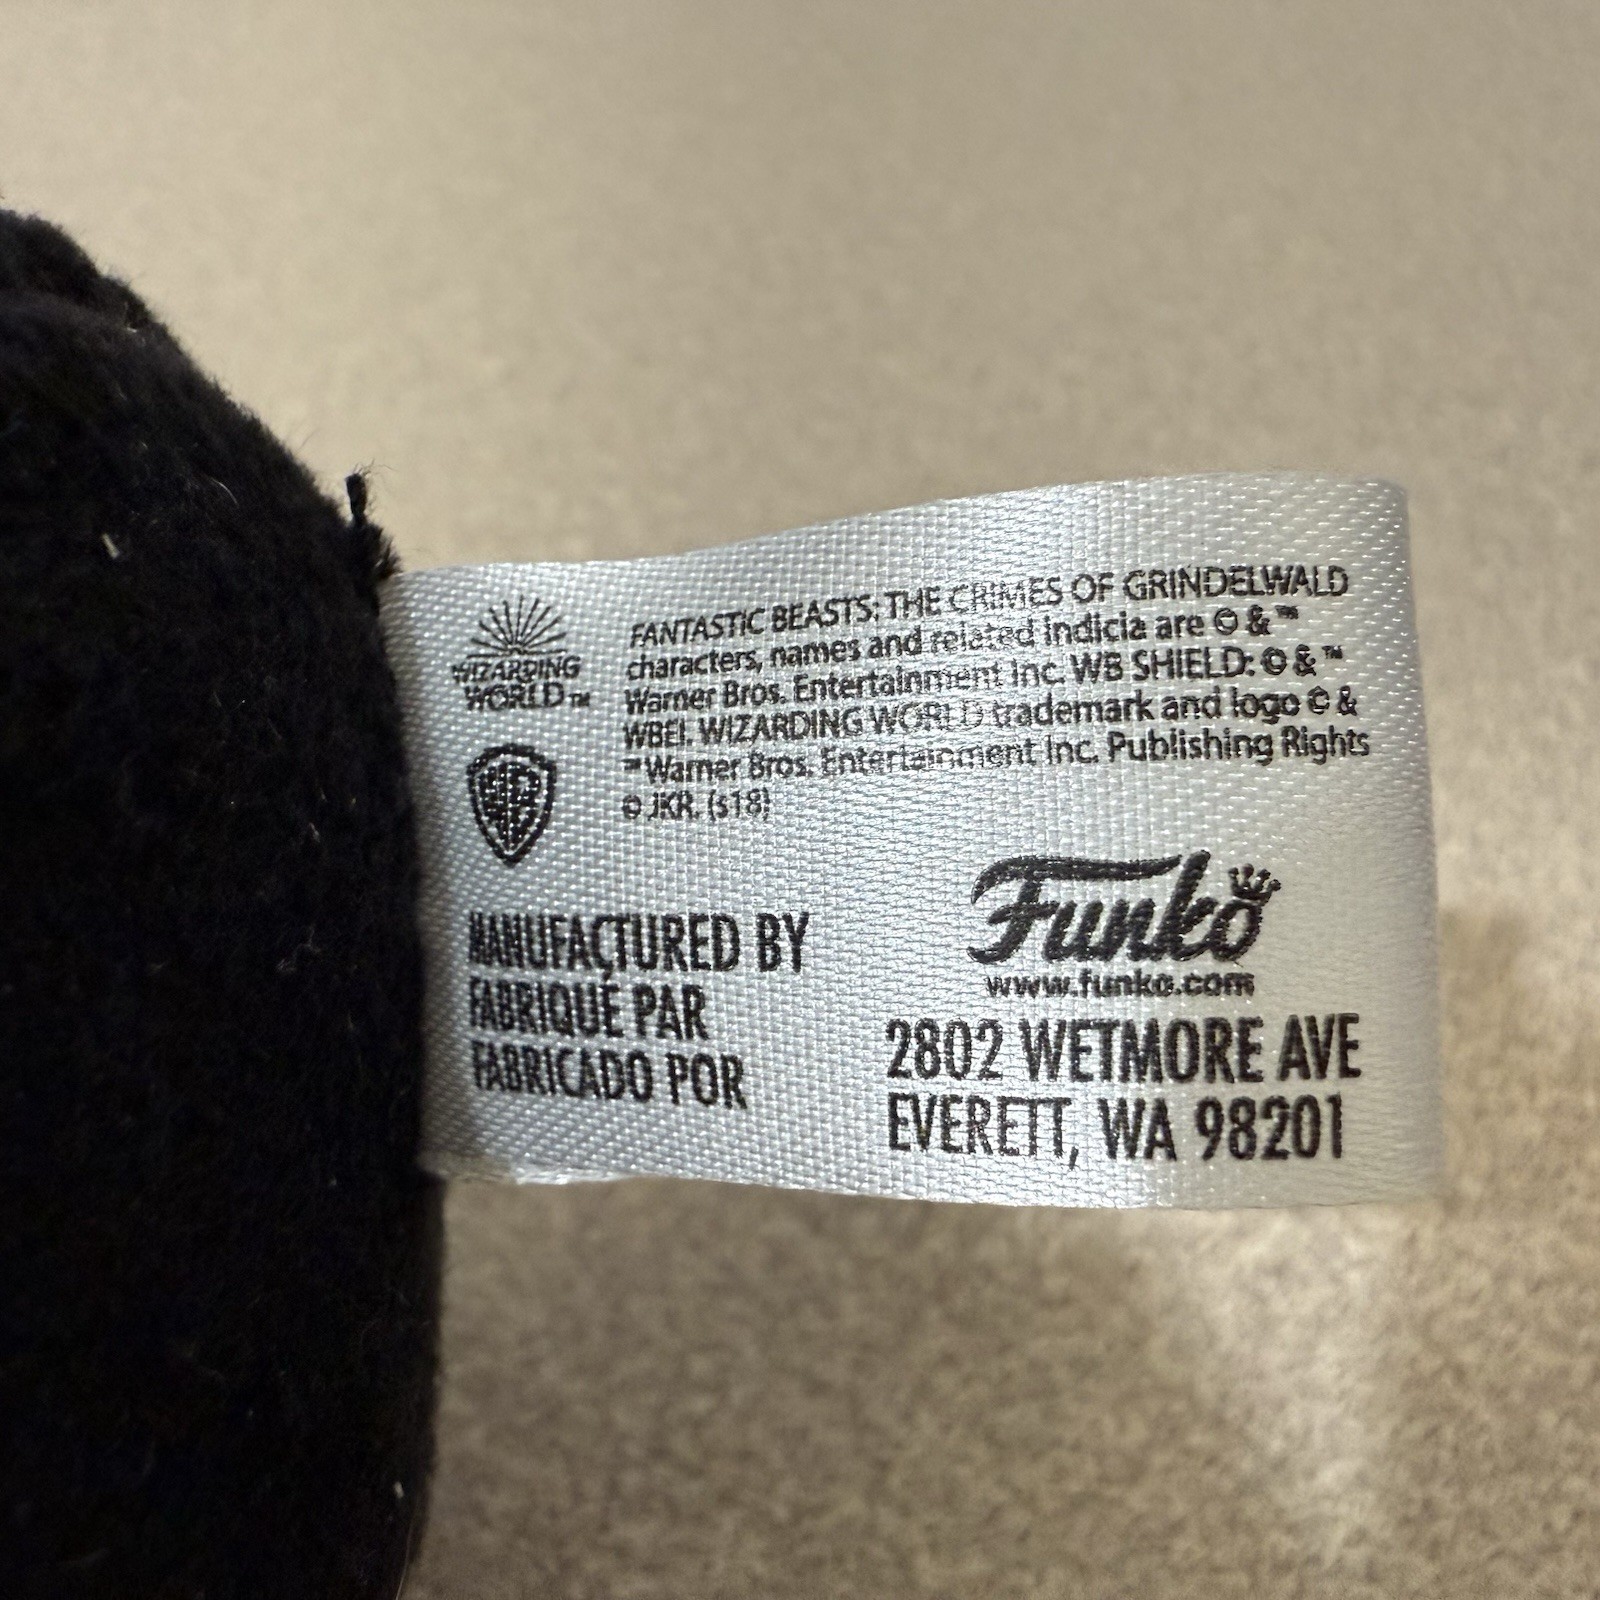 WIZARDING
WORLD™
FANTASTIC BEASTS: THE CRIMES OF GRINDELWALD
characters, names and related indicia are © & ™
Warner Bros. Entertainment Inc. WB SHIELD: © & ™
WBEI. WIZARDING WORLD trademark and logo © &
™ Warner Bros. Entertainment Inc. Publishing Rights
© JKR. (s18)
WB
MANUFACTURED BY
FABRIQUÉ PAR
FABRICADO POR
Funko
www.funko.com
2802 WETMORE AVE
EVERETT, WA 98201